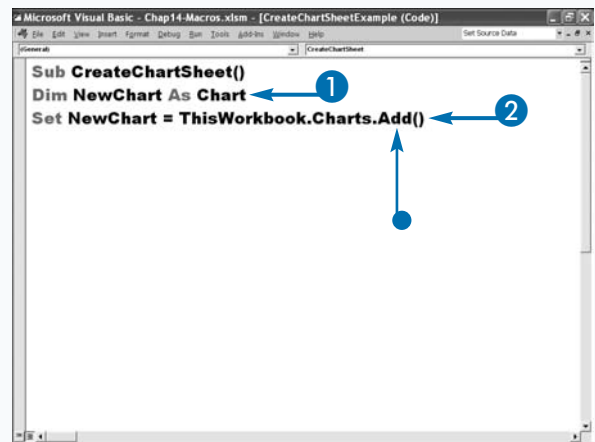 Microsoft Visual Basic - Chap14-Macros.xlsm - [CreateChartSheetExample (Code)]
File Edit View Insert Format Debug Run Tools Add-Ins Window Help Set Source Data
(General) CreateChartSheet
Sub CreateChartSheet()
Dim NewChart As Chart 1
Set NewChart = ThisWorkbook.Charts.Add() 2